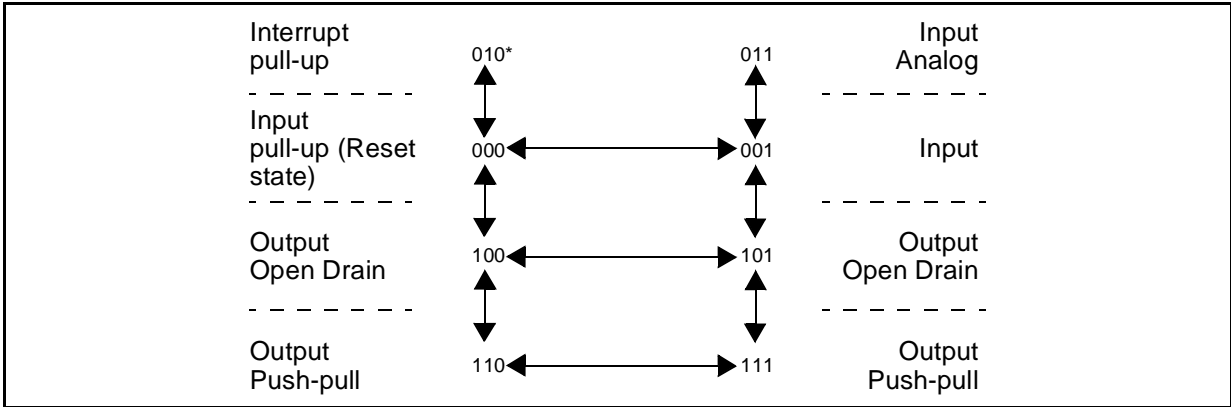 Interrupt
pull-up
010*
011
Input
Analog
Input
pull-up (Reset
state)
000
001
Input
Output
Open Drain
100
101
Output
Open Drain
Output
Push-pull
110
111
Output
Push-pull